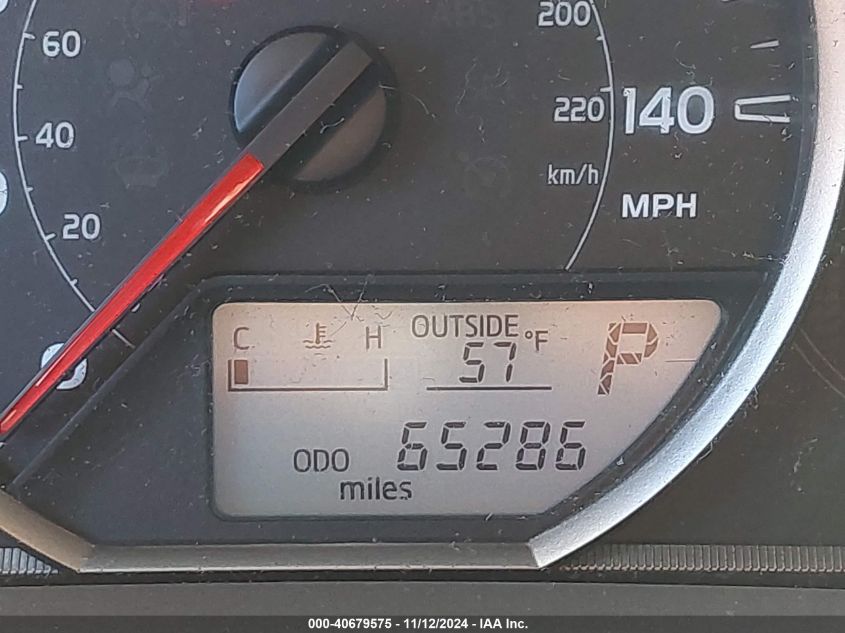 60
200
40
220
140
km/h
20
MPH
0
C H
OUTSIDE
57 °F
P
ODO 65286
miles
000-40679575 - 11/12/2024 - IAA Inc.